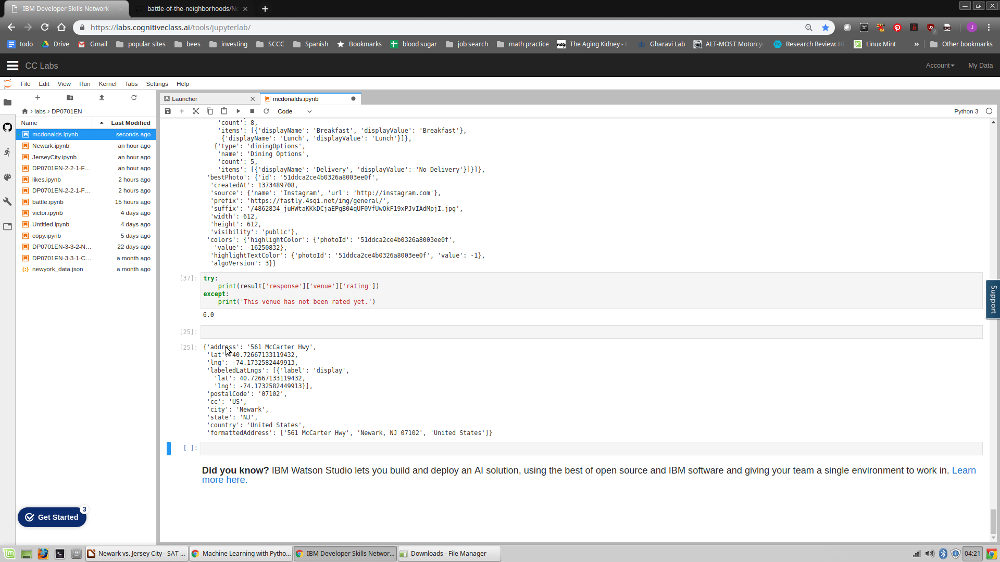 IBM Developer Skills Network -
battle-of-the-neighborhoods/Ne
https://labs.cognitiveclass.ai/tools/jupyterlab/
2
J
todo Drive Gmail popular sites bees investing SCCC Spanish Bookmarks blood sugar job search math practice The Aging Kidney - F Gharavi Lab ALT-MOST Motorcyc Research Review: Hi Linux Mint » Other bookmarks
CC Labs
Account
My Data
File Edit View Run Kernel Tabs Settings Help
Launcher
mcdonalds.ipynb
labs > DP0701EN
Code
Python 3
Name Last Modified
mcdonalds.ipynb seconds ago
Newark.ipynb an hour ago
JerseyCity.ipynb an hour ago
DP0701EN-2-2-1-F... an hour ago
likes.ipynb 2 hours ago
DP0701EN-2-2-1-F... 2 hours ago
battle.ipynb 15 hours ago
victor.ipynb 4 days ago
Untitled.ipynb 4 days ago
copy.ipynb 5 days ago
DP0701EN-3-3-2-N... 22 days ago
DP0701EN-3-3-1-C... a month ago
newyork_data.json a month ago
'count': 8,
'items': [{'displayName': 'Breakfast', 'displayValue': 'Breakfast'},
{'displayName': 'Lunch', 'displayValue': 'Lunch'}]},
{'type': 'diningOptions',
'name': 'Dining Options',
'count': 5,
'items': [{'displayName': 'Delivery', 'displayValue': 'No Delivery'}]}]},
'bestPhoto': {'id': '51ddca2ce4b0326a8003ee0f',
'createdAt': 1373489708,
'source': {'name': 'Instagram', 'url': 'http://instagram.com'},
'prefix': 'https://fastly.4sqi.net/img/general/',
'suffix': '/4862834_juHWtaKKkDCjaEPgB04qUF0VfUwOkF19xPJvIAdMpjI.jpg',
'width': 612,
'height': 612,
'visibility': 'public'},
'colors': {'highlightColor': {'photoId': '51ddca2ce4b0326a8003ee0f',
'value': -16250832},
'highlightTextColor': {'photoId': '51ddca2ce4b0326a8003ee0f', 'value': -1},
'algoVersion': 3}}
[37]: try:
print(result['response']['venue']['rating'])
except:
print('This venue has not been rated yet.')
6.0
[25]:
[25]: {'address': '561 McCarter Hwy',
'lat': 40.72667133119432,
'lng': -74.1732582449913,
'labeledLatLngs': [{'label': 'display',
'lat': 40.72667133119432,
'lng': -74.1732582449913}],
'postalCode': '07102',
'cc': 'US',
'city': 'Newark',
'state': 'NJ',
'country': 'United States',
'formattedAddress': ['561 McCarter Hwy', 'Newark, NJ 07102', 'United States']}
[ ]:
Did you know? IBM Watson Studio lets you build and deploy an AI solution, using the best of open source and IBM software and giving your team a single environment to work in. Learn
more here.
Support
Get Started
3
Newark vs. Jersey City - SAT ...
Machine Learning with Pytho...
IBM Developer Skills Networ...
Downloads - File Manager
04:21